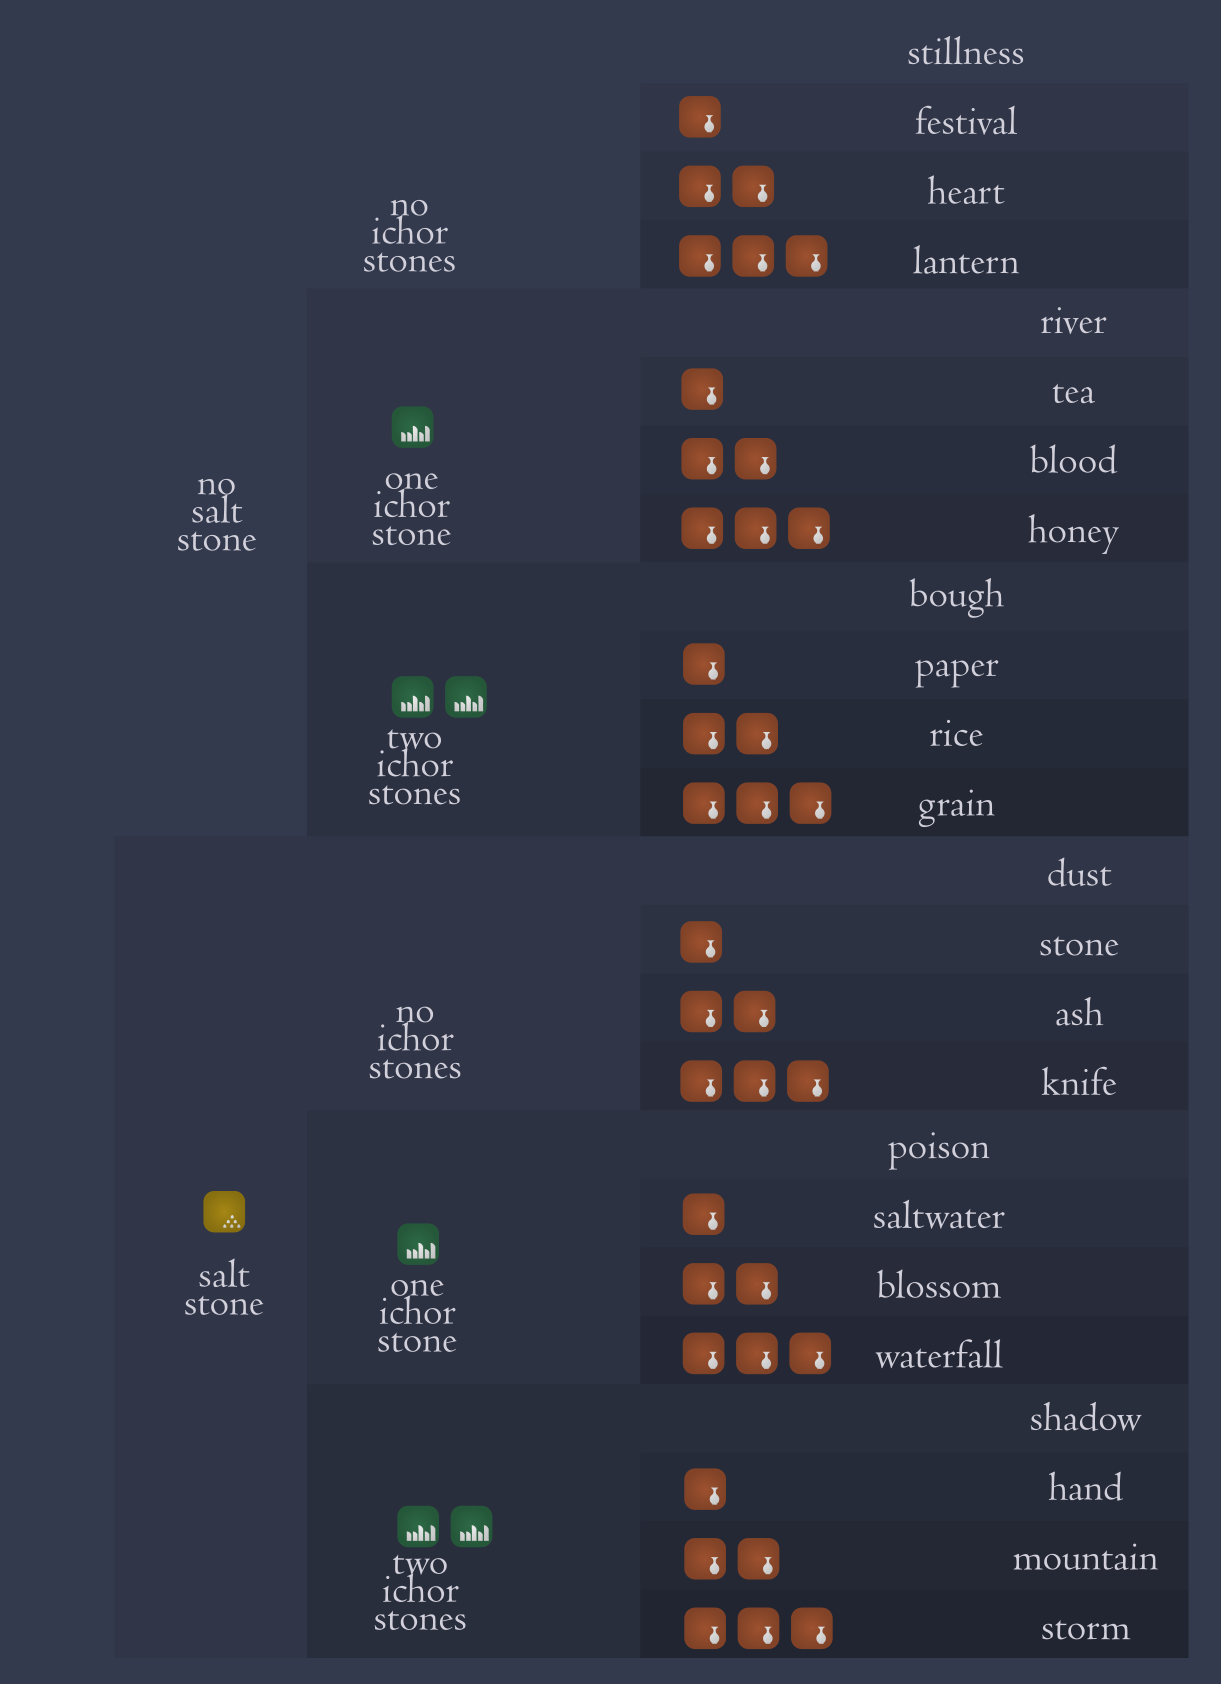 stillness
festival
heart
lantern
no
ichor
stones
river
tea
blood
honey
one
ichor
stone
no
salt
stone
bough
paper
rice
grain
two
ichor
stones
dust
stone
ash
knife
no
ichor
stones
poison
saltwater
blossom
waterfall
one
ichor
stone
salt
stone
shadow
hand
mountain
storm
two
ichor
stones